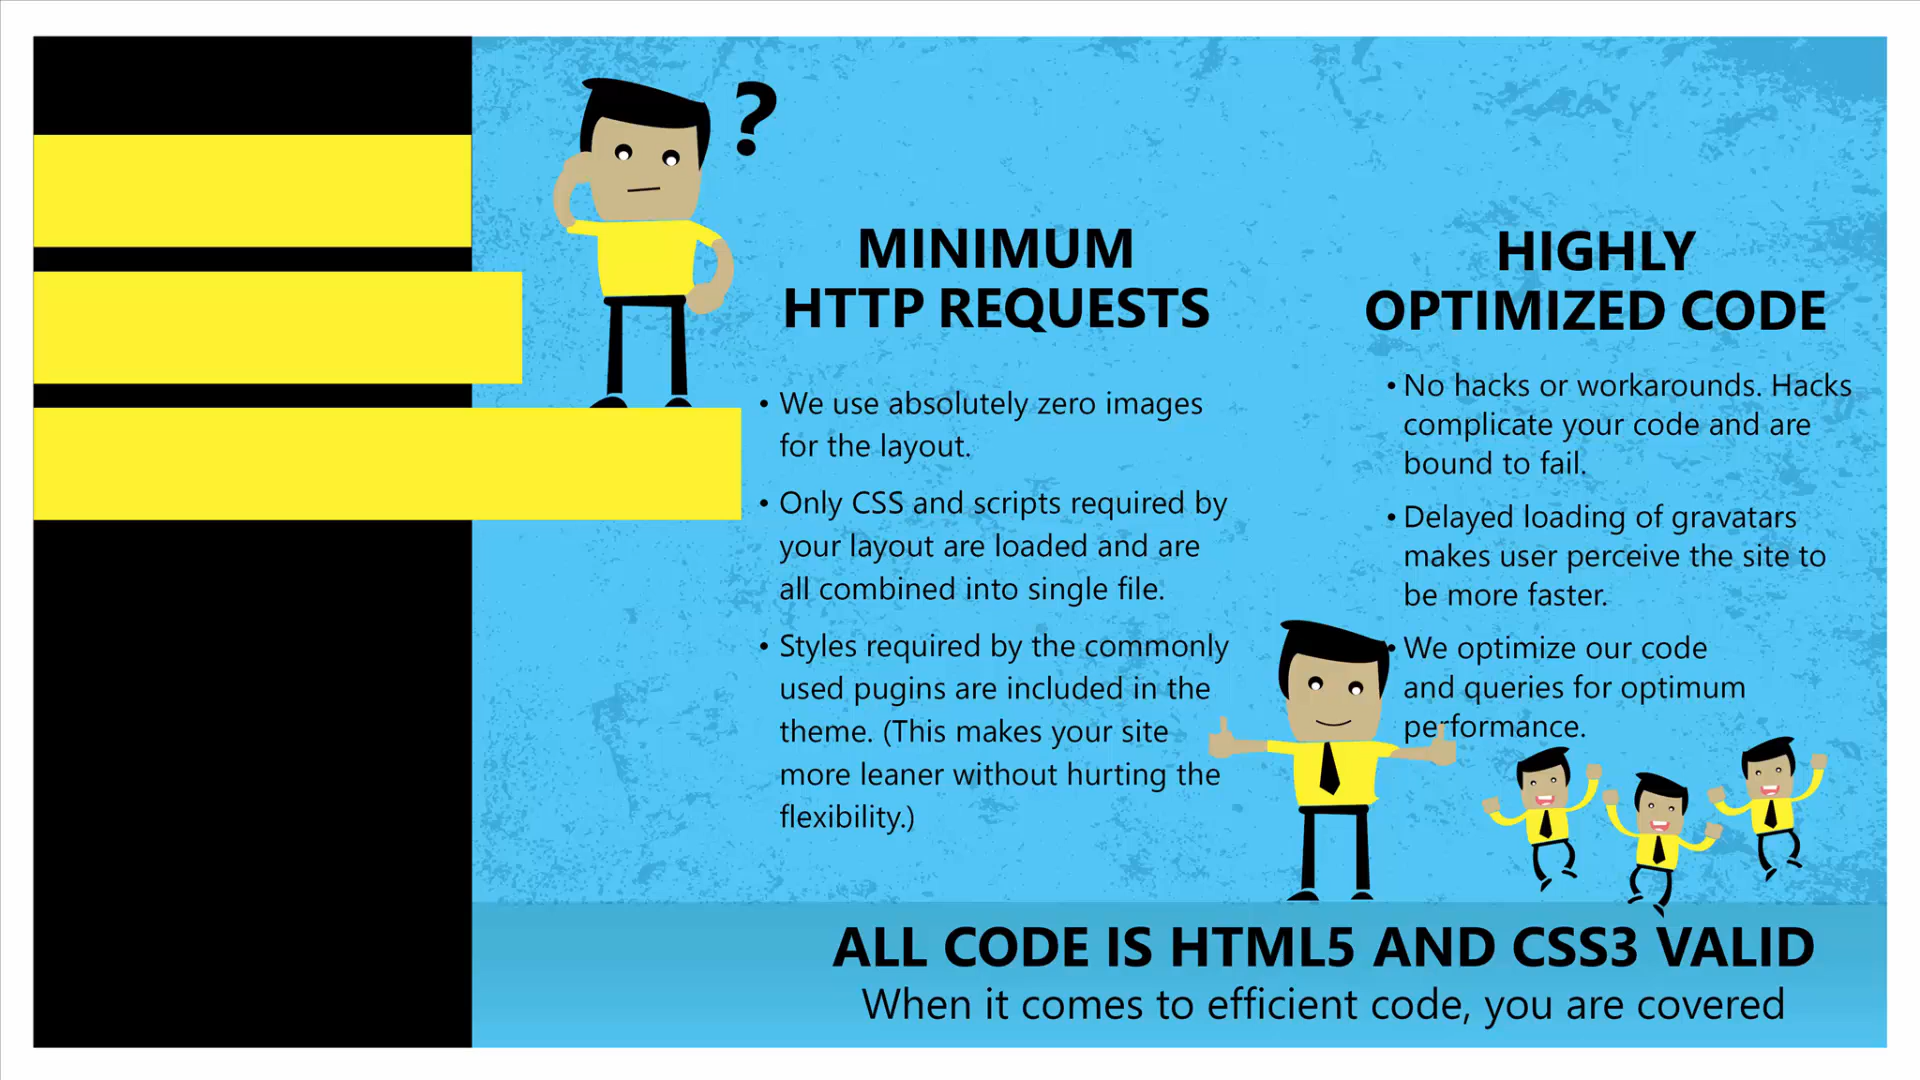 ?
MINIMUM
HTTP REQUESTS
• We use absolutely zero images
for the layout.
• Only CSS and scripts required by
your layout are loaded and are
all combined into single file.
• Styles required by the commonly
used pugins are included in the
theme. (This makes your site
more leaner without hurting the
flexibility.)
HIGHLY
OPTIMIZED CODE
• No hacks or workarounds. Hacks
complicate your code and are
bound to fail.
• Delayed loading of gravatars
makes user perceive the site to
be more faster.
• We optimize our code
and queries for optimum
performance.
ALL CODE IS HTML5 AND CSS3 VALID
When it comes to efficient code, you are covered